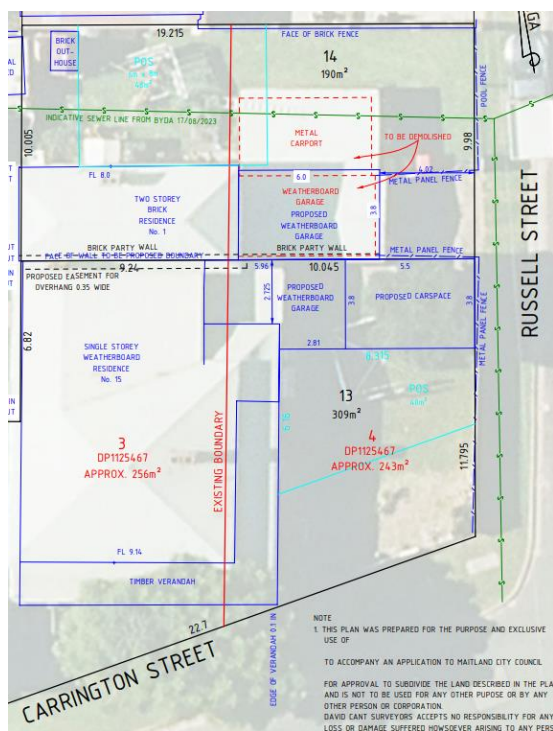 19.215
FACE OF BRICK FENCE
BRICK
OUT-
HOUSE
POS
48m²
14
190m²
POOL FENCE
INDICATIVE SEWER LINE FROM BYDA 17/08/2023
METAL
CARPORT
TO BE DEMOLISHED
10.005
9.98
FL 8.0
6.0
4.02
METAL PANEL FENCE
TWO STOREY
BRICK
RESIDENCE
No. 1
WEATHERBOARD
GARAGE
PROPOSED
WEATHERBOARD
GARAGE
3.8
BRICK PARTY WALL
BRICK PARTY WALL
METAL PANEL FENCE
FACE OF WALL TO BE PROPOSED BOUNDARY
9.24
5.96
10.045
5.5
PROPOSED EASEMENT FOR
OVERHANG 0.35 WIDE
2.725
PROPOSED
WEATHERBOARD
GARAGE
3.8
PROPOSED CARSPACE
3.8
METAL PANEL FENCE
RUSSELL STREET
6.82
SINGLE STOREY
WEATHERBOARD
RESIDENCE
No. 15
2.81
8.315
13
309m²
POS
48m²
3
DP1125467
APPROX. 256m²
EXISTING BOUNDARY
4
DP1125467
APPROX. 243m²
11.795
FL 9.14
TIMBER VERANDAH
22.7
CARRINGTON STREET
EDGE OF VERANDAH 0.1 IN
NOTE
1. THIS PLAN WAS PREPARED FOR THE PURPOSE AND EXCLUSIVE
USE OF
TO ACCOMPANY AN APPLICATION TO MAITLAND CITY COUNCIL
FOR APPROVAL TO SUBDIVIDE THE LAND DESCRIBED IN THE PLA
AND IS NOT TO BE USED FOR ANY OTHER PUPOSE OR BY ANY
OTHER PERSON OR CORPORATION.
DAVID CANT SURVEYORS ACCEPTS NO RESPONSIBILITY FOR ANY
LOSS OR DAMAGE SUFFERED HOWSOEVER ARISING TO ANY PERS